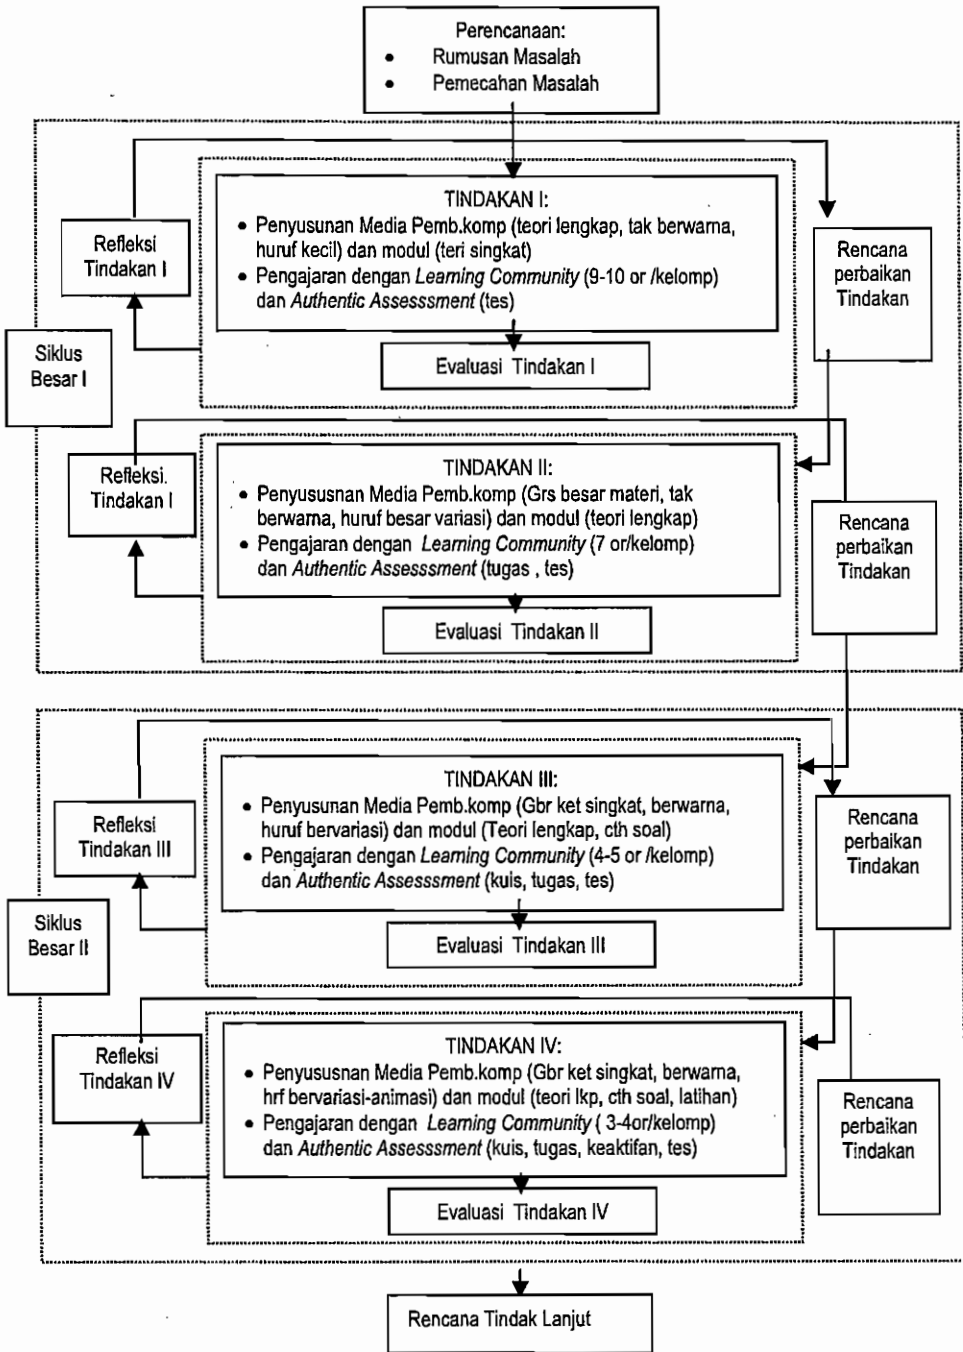 Perencanaan:
• Rumusan Masalah
• Pemecahan Masalah
TINDAKAN I:
• Penyusunan Media Pemb.komp (teori lengkap, tak berwarna,
huruf kecil) dan modul (teri singkat)
• Pengajaran dengan Learning Community (9-10 or /kelomp)
dan Authentic Assesssment (tes)
Refleksi
Tindakan I
Rencana
perbaikan
Tindakan
Siklus
Besar I
Evaluasi Tindakan I
TINDAKAN II:
• Penyususnan Media Pemb.komp (Grs besar materi, tak
berwarna, huruf besar variasi) dan modul (teori lengkap)
• Pengajaran dengan Learning Community (7 or/kelomp)
dan Authentic Assesssment (tugas , tes)
Refleksi.
Tindakan I
Rencana
perbaikan
Tindakan
Evaluasi Tindakan II
TINDAKAN III:
• Penyusunan Media Pemb.komp (Gbr ket singkat, berwarna,
huruf bervariasi) dan modul (Teori lengkap, cth soal)
• Pengajaran dengan Learning Community (4-5 or /kelomp)
dan Authentic Assesssment (kuis, tugas, tes)
Refleksi
Tindakan III
Rencana
perbaikan
Tindakan
Siklus
Besar II
Evaluasi Tindakan III
TINDAKAN IV:
• Penyususnan Media Pemb.komp (Gbr ket singkat, berwarna,
hrf bervariasi-animasi) dan modul (teori lkp, cth soal, latihan)
• Pengajaran dengan Learning Community ( 3-4or/kelomp)
dan Authentic Assesssment (kuis, tugas, keaktifan, tes)
Refleksi
Tindakan IV
Rencana
perbaikan
Tindakan
Evaluasi Tindakan IV
Rencana Tindak Lanjut